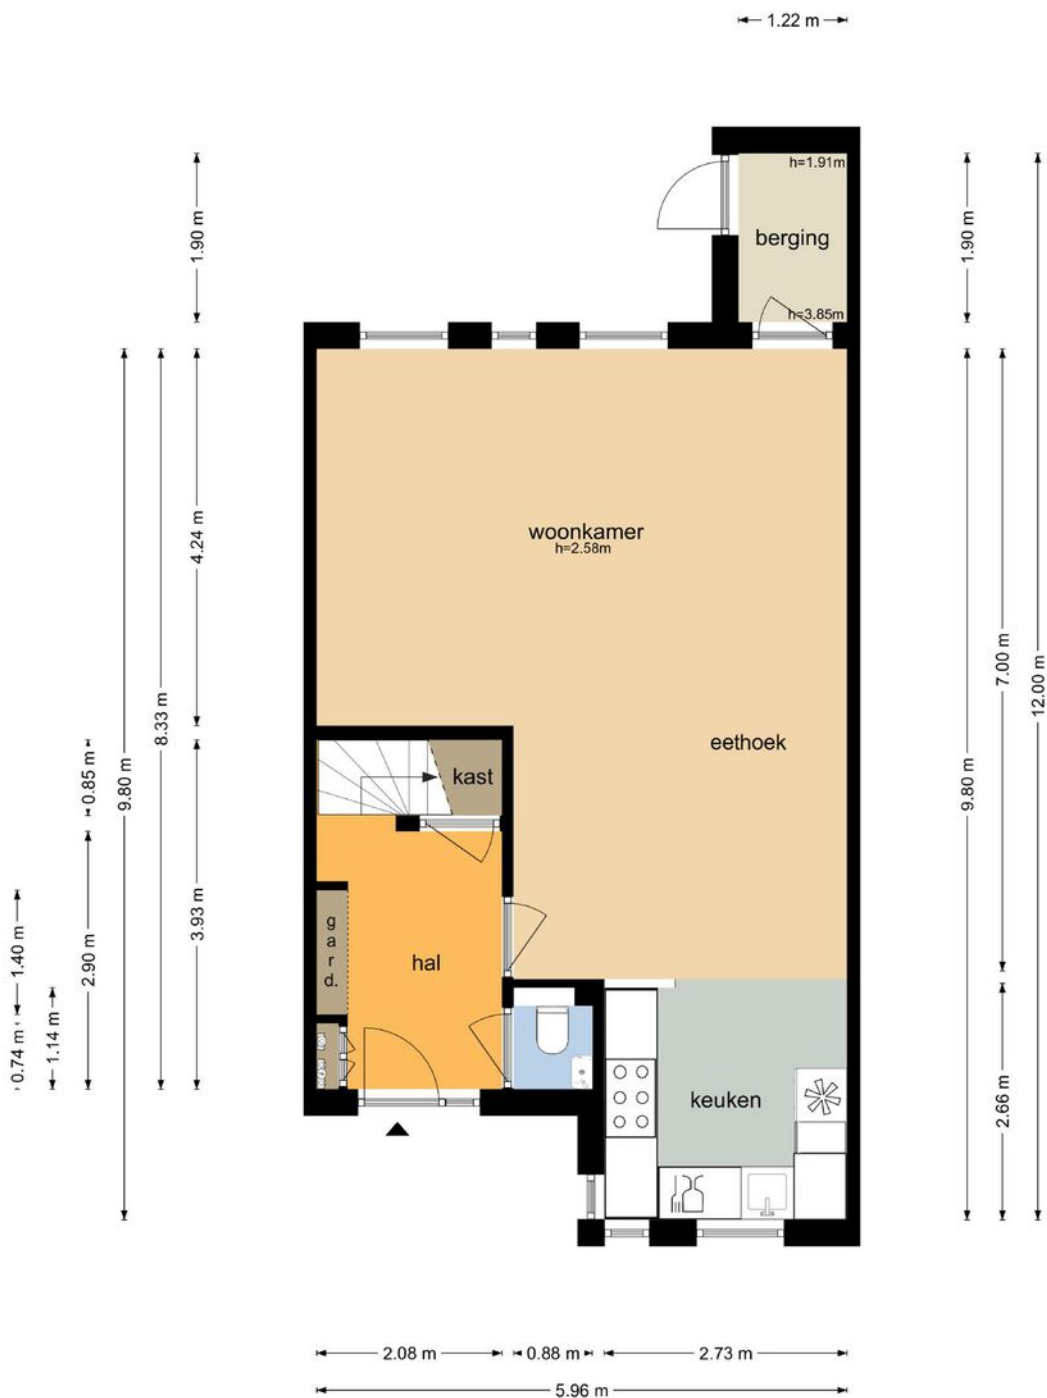 1.22 m
h=1.91m
1.90 m
berging
1.90 m
h=3.85m
4.24 m
woonkamer
h=2.58m
7.00 m
12.00 m
8.33 m
eethoek
0.85 m
9.80 m
kast
9.80 m
3.93 m
1.40 m
2.90 m
g
a
r
d.
hal
0.74 m
1.14 m
keuken
2.66 m
2.08 m
0.88 m
2.73 m
5.96 m